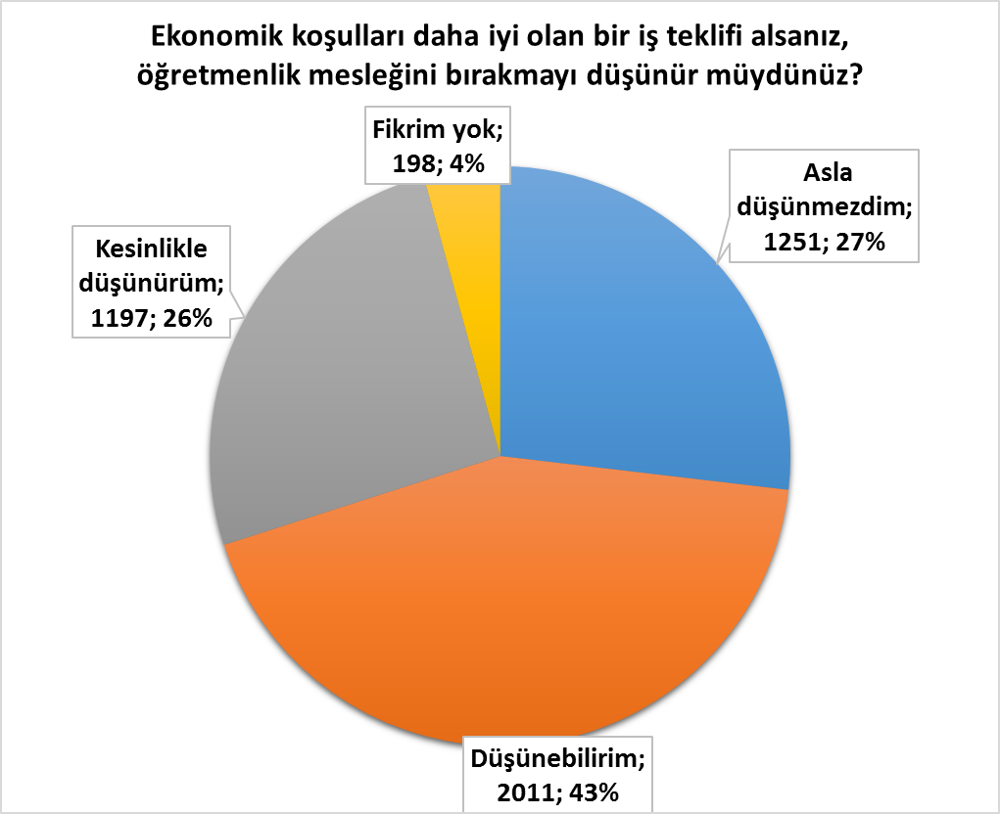 Ekonomik koşulları daha iyi olan bir iş teklifi alsanız,
öğretmenlik mesleğini bırakmayı düşünür müydünüz?
Fikrim yok;
198; 4%
Asla
düşünmezdim;
1251; 27%
Kesinlikle
düşünürüm;
1197; 26%
Düşünebilirim;
2011; 43%